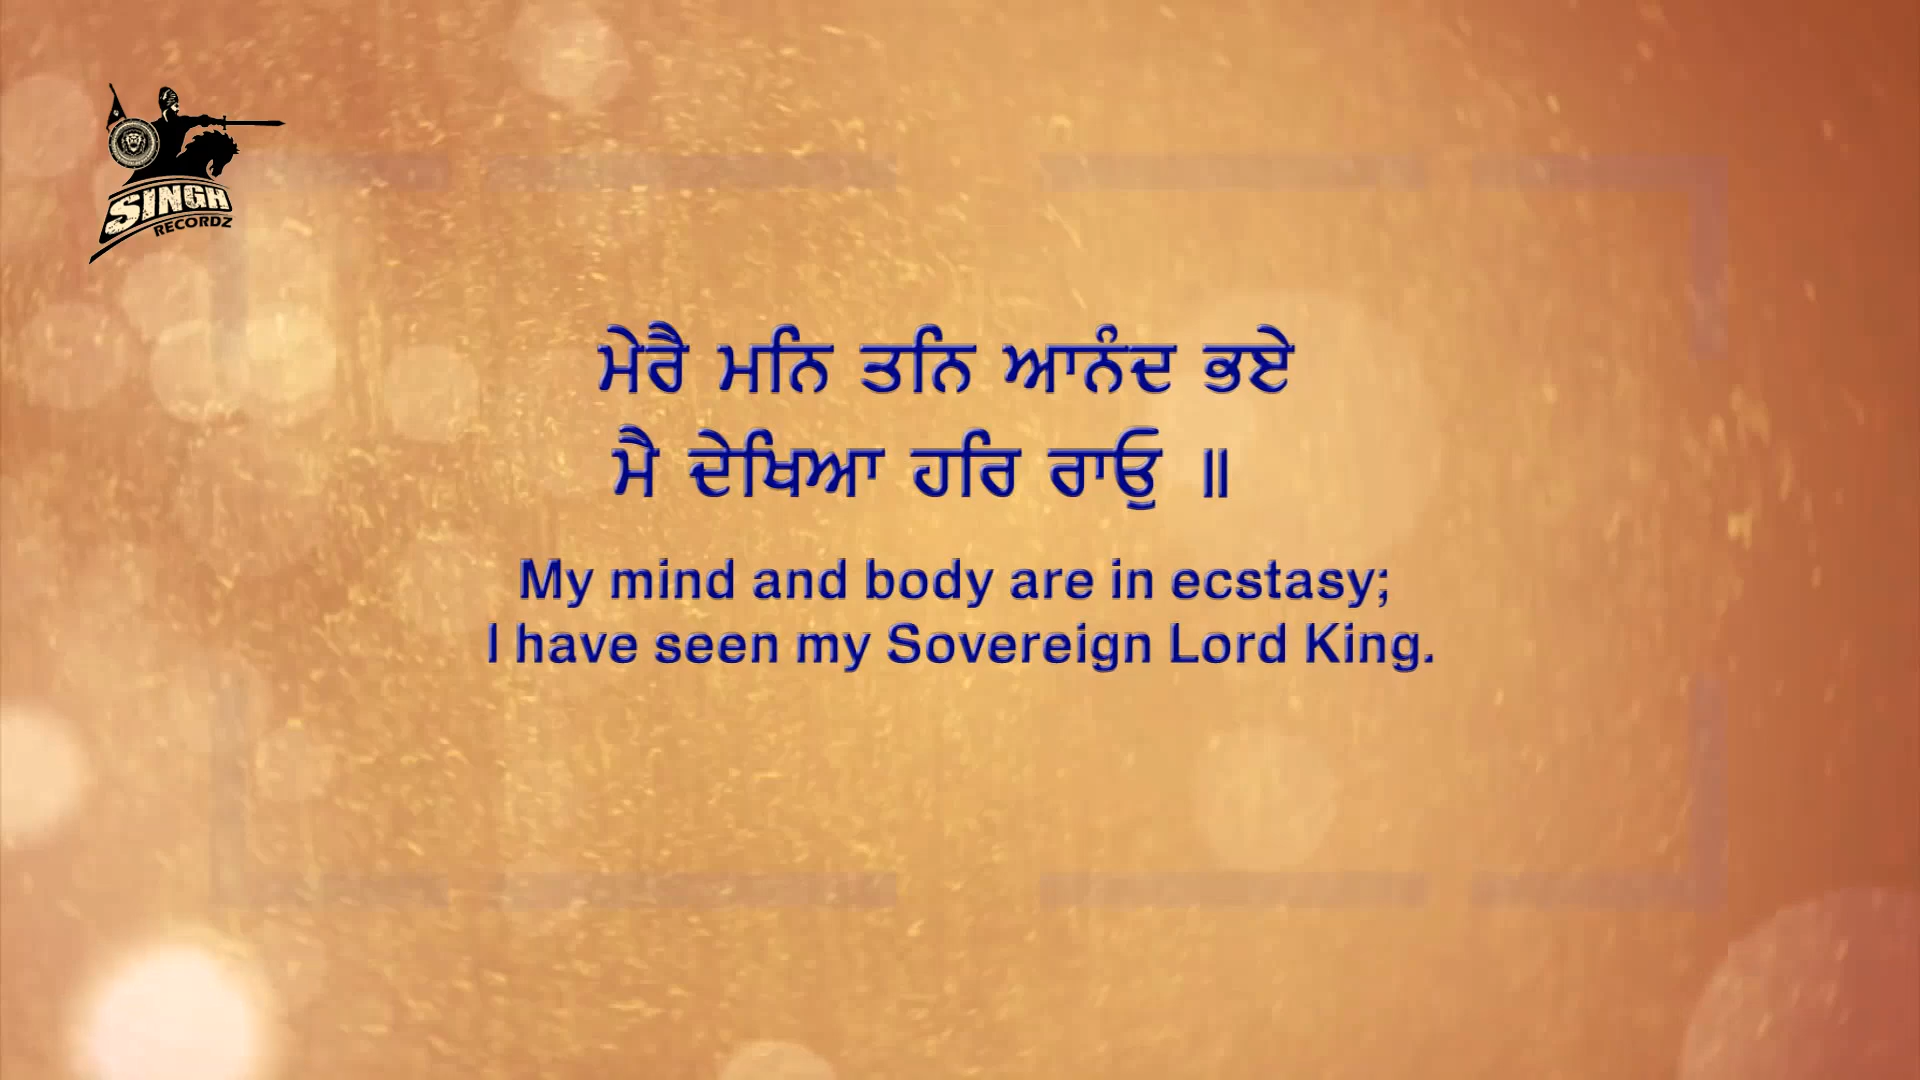 SINGH
RECORDZ
ਮੇਰੈ ਮਨਿ ਤਨਿ ਆਨੰਦ ਭਏ
ਮੈ ਦੇਖਿਆ ਹਰਿ ਰਾਓੁ ॥
My mind and body are in ecstasy;
I have seen my Sovereign Lord King.